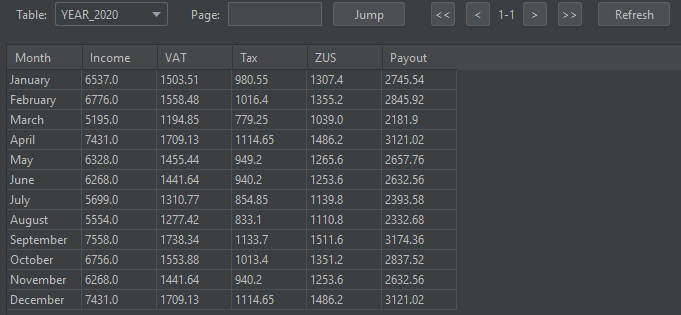 Table: YEAR_2020 Page: Jump << < 1-1 > >> Refresh
Month Income VAT Tax ZUS Payout
January 6537.0 1503.51 980.55 1307.4 2745.54
February 6776.0 1558.48 1016.4 1355.2 2845.92
March 5195.0 1194.85 779.25 1039.0 2181.9
April 7431.0 1709.13 1114.65 1486.2 3121.02
May 6328.0 1455.44 949.2 1265.6 2657.76
June 6268.0 1441.64 940.2 1253.6 2632.56
July 5699.0 1310.77 854.85 1139.8 2393.58
August 5554.0 1277.42 833.1 1110.8 2332.68
September 7558.0 1738.34 1133.7 1511.6 3174.36
October 6756.0 1553.88 1013.4 1351.2 2837.52
November 6268.0 1441.64 940.2 1253.6 2632.56
December 7431.0 1709.13 1114.65 1486.2 3121.02